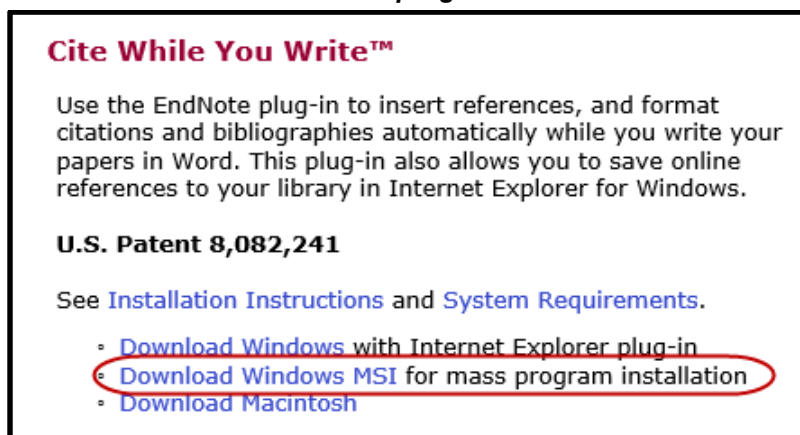 Cite While You Write™
Use the EndNote plug-in to insert references, and format
citations and bibliographies automatically while you write your
papers in Word. This plug-in also allows you to save online
references to your library in Internet Explorer for Windows.
U.S. Patent 8,082,241
See Installation Instructions and System Requirements.
◦ Download Windows with Internet Explorer plug-in
◦ Download Windows MSI for mass program installation
◦ Download Macintosh